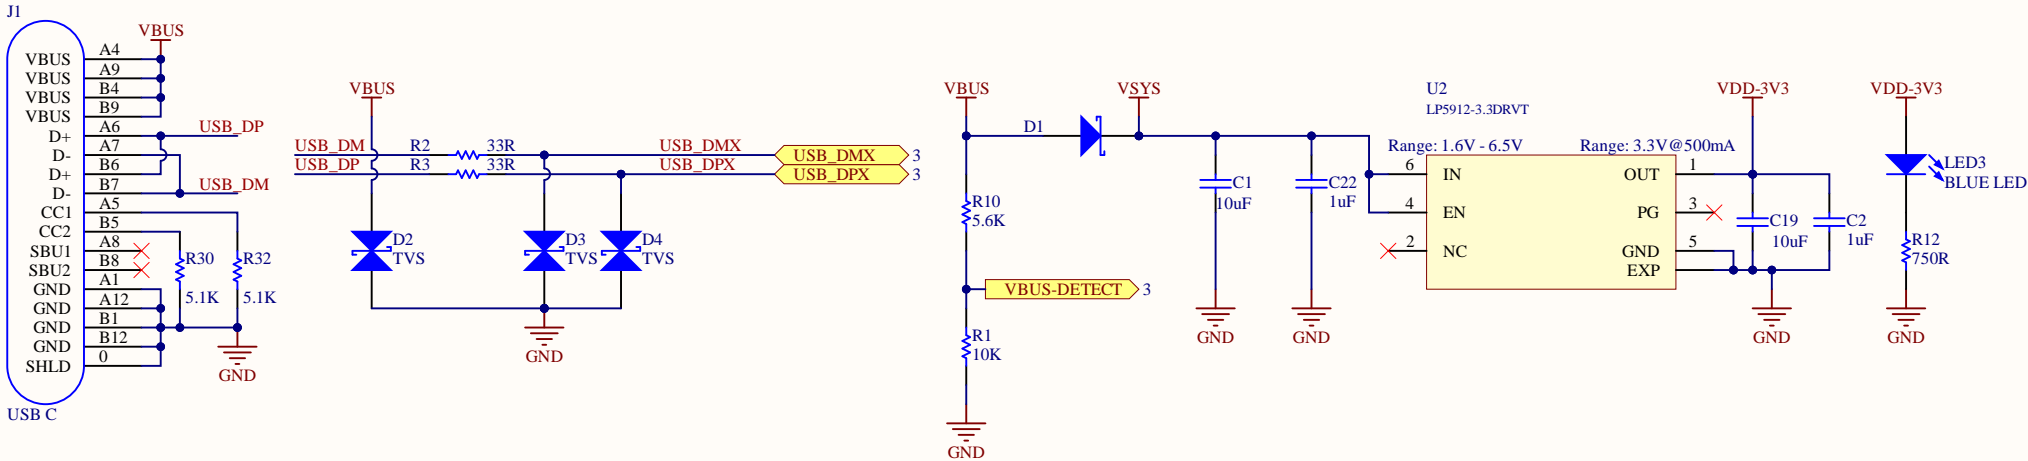 J1
VBUS
VBUS A4
VBUS A9
VBUS B4
VBUS B9
D+ A6 USB_DP
D- A7
D+ B6
D- B7 USB_DM
CC1 A5
CC2 B5
SBU1 A8
SBU2 B8
GND A1
GND A12
GND B1
GND B12
SHLD 0
R30
5.1K
R32
5.1K
GND
USB C
VBUS
USB_DM R2 33R USB_DMX USB_DMX 3
USB_DP R3 33R USB_DPX USB_DPX 3
D2
TVS
D3
TVS
D4
TVS
GND
VBUS
D1
VSYS
R10
5.6K
VBUS-DETECT 3
R1
10K
GND
C1
10uF
GND
C22
1uF
GND
U2
LP5912-3.3DRVT
Range: 1.6V - 6.5V
Range: 3.3V@500mA
6 IN
4 EN
2 NC
OUT 1
PG 3
GND 5
EXP
VDD-3V3
C19
10uF
C2
1uF
GND
VDD-3V3
LED3
BLUE LED
R12
750R
GND